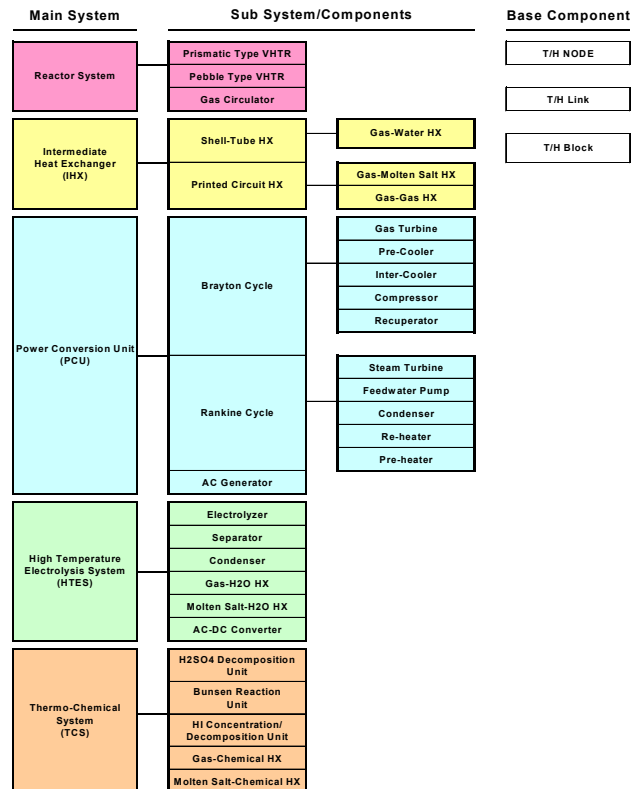 Main System
Sub System/Components
Base Component
Reactor System
Prismatic Type VHTR
Pebble Type VHTR
Gas Circulator
T/H NODE
T/H Link
T/H Block
Intermediate
Heat Exchanger
(IHX)
Shell-Tube HX
Printed Circuit HX
Gas-Water HX
Gas-Molten Salt HX
Gas-Gas HX
Power Conversion Unit
(PCU)
Brayton Cycle
Gas Turbine
Pre-Cooler
Inter-Cooler
Compressor
Recuperator
Rankine Cycle
Steam Turbine
Feedwater Pump
Condenser
Re-heater
Pre-heater
AC Generator
High Temperature
Electrolysis System
(HTES)
Electrolyzer
Separator
Condenser
Gas-H2O HX
Molten Salt-H2O HX
AC-DC Converter
Thermo-Chemical
System
(TCS)
H2SO4 Decomposition
Unit
Bunsen Reaction
Unit
HI Concentration/
Decomposition Unit
Gas-Chemical HX
Molten Salt-Chemical HX